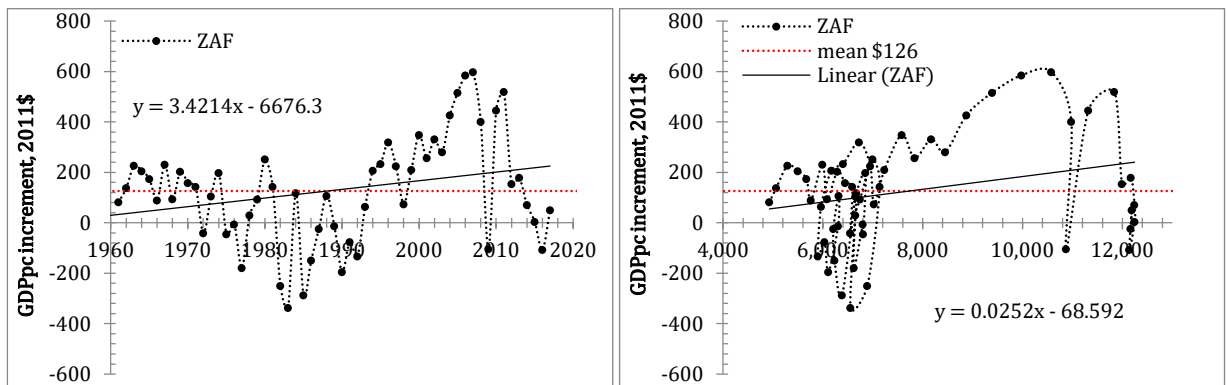 800
600
400
200
0
-200
-400
-600
GDPpc increment, 2011$
ZAF
y = 3.4214x - 6676.3
1960 1970 1980 1990 2000 2010 2020
800
600
400
200
0
-200
-400
-600
GDPpc increment, 2011$
ZAF
mean $126
Linear (ZAF)
4,000 6,000 8,000 10,000 12,000
y = 0.0252x - 68.592